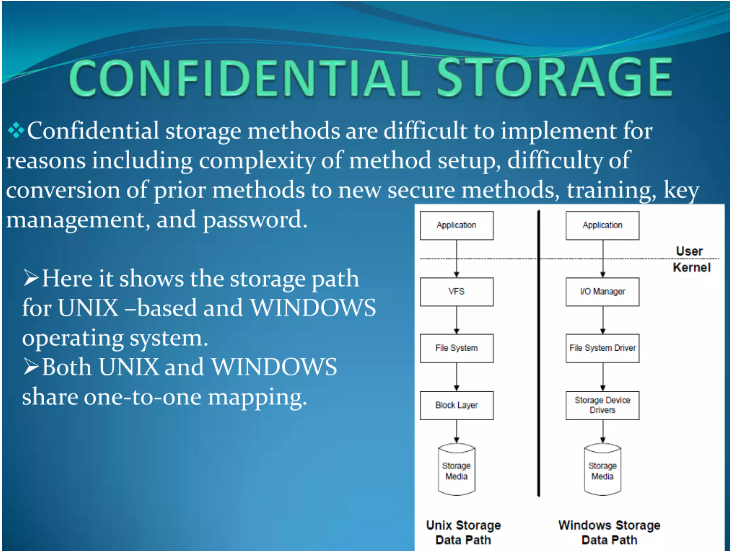 CONFIDENTIAL STORAGE
❖Confidential storage methods are difficult to implement for
reasons including complexity of method setup, difficulty of
conversion of prior methods to new secure methods, training, key
management, and password.
➢Here it shows the storage path
for UNIX –based and WINDOWS
operating system.
➢Both UNIX and WINDOWS
share one-to-one mapping.
Application
Application
User
Kernel
VFS
I/O Manager
File System
File System Driver
Block Layer
Storage Device
Drivers
Storage
Media
Storage
Media
Unix Storage
Data Path
Windows Storage
Data Path